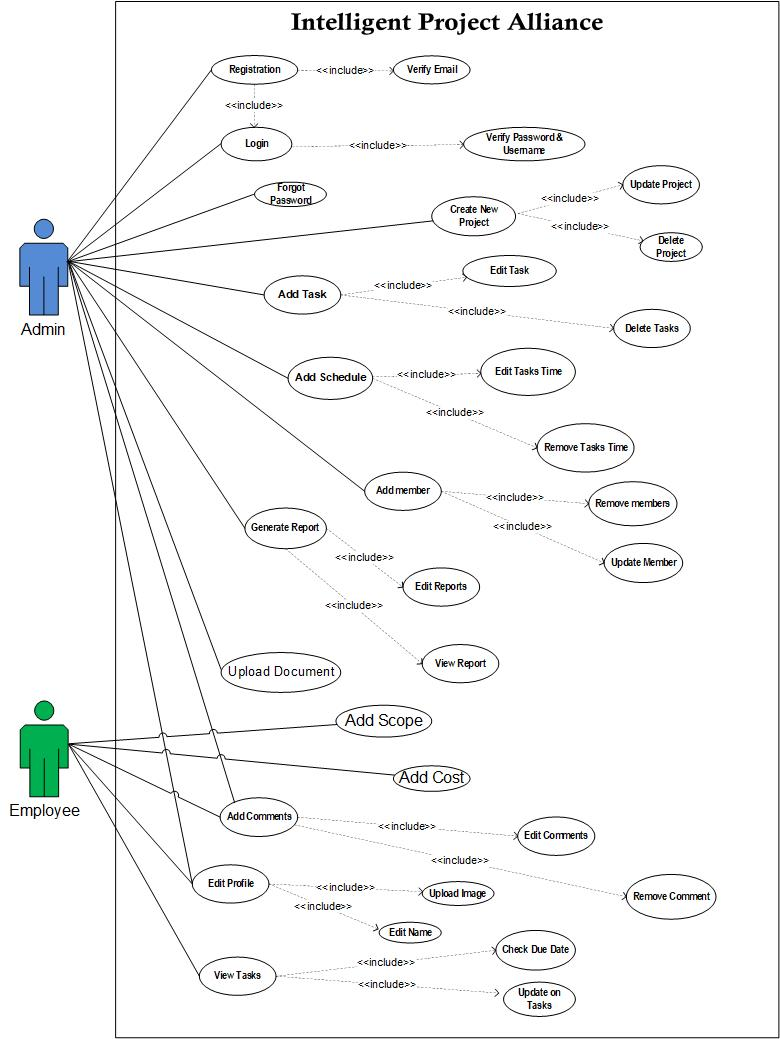 Intelligent Project Alliance
Registration
<<include>>
Verify Email
<<include>>
Login
<<include>>
Verify Password &
Username
Forgot
Password
Create New
Project
<<include>>
Update Project
<<include>>
Delete
Project
Admin
Add Task
<<include>>
Edit Task
<<include>>
Delete Tasks
Add Schedule
<<include>>
Edit Tasks Time
<<include>>
Remove Tasks Time
Add member
<<include>>
Remove members
<<include>>
Update Member
Generate Report
<<include>>
Edit Reports
<<include>>
View Report
Upload Document
Add Scope
Add Cost
Employee
Add Comments
<<include>>
Edit Comments
<<include>>
Remove Comment
Edit Profile
<<include>>
Upload Image
<<include>>
Edit Name
View Tasks
<<include>>
Check Due Date
<<include>>
Update on
Tasks